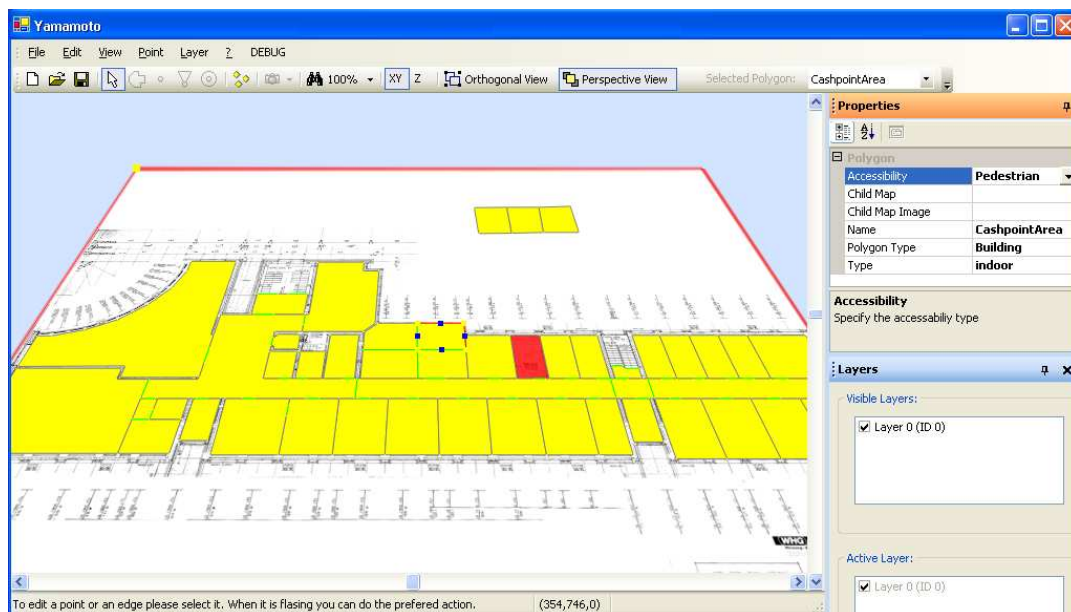 Yamamoto
File Edit View Point Layer ? DEBUG
100% XY Z Orthogonal View Perspective View Selected Polygon: CashpointArea
Properties
Polygon
Accessibility Pedestrian
Child Map
Child Map Image
Name CashpointArea
Polygon Type Building
Type indoor
Accessibility
Specify the accessabiliy type
Layers
Visible Layers:
Layer 0 (ID 0)
WHG
Active Layer:
Layer 0 (ID 0)
To edit a point or an edge please select it. When it is flasing you can do the prefered action. (354,746,0)